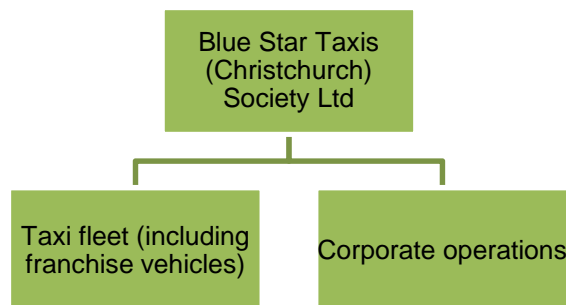 Blue Star Taxis
(Christchurch)
Society Ltd
Taxi fleet (including
franchise vehicles)
Corporate operations